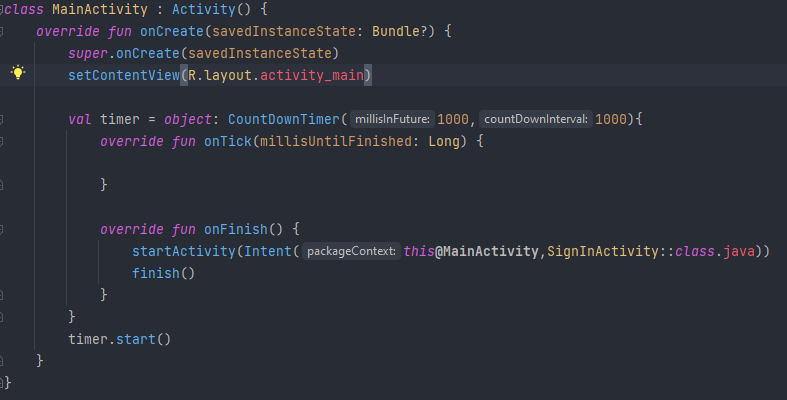 class MainActivity : Activity() {
override fun onCreate(savedInstanceState: Bundle?) {
super.onCreate(savedInstanceState)
setContentView(R.layout.activity_main)
val timer = object: CountDownTimer( millisInFuture: 1000, countDownInterval: 1000){
override fun onTick(millisUntilFinished: Long) {
}
override fun onFinish() {
startActivity(Intent( packageContext: this@MainActivity,SignInActivity::class.java))
finish()
}
}
timer.start()
}
}